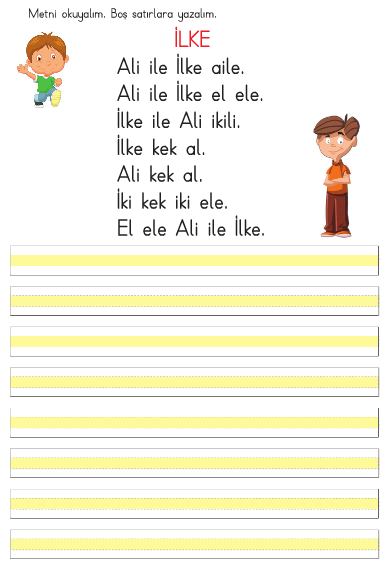 Metni okuyalım. Boş satırlara yazalım.
İLKE
Ali ile İlke aile.
Ali ile İlke el ele.
İlke ile Ali ikili.
İlke kek al.
Ali kek al.
İki kek iki ele.
El ele Ali ile İlke.